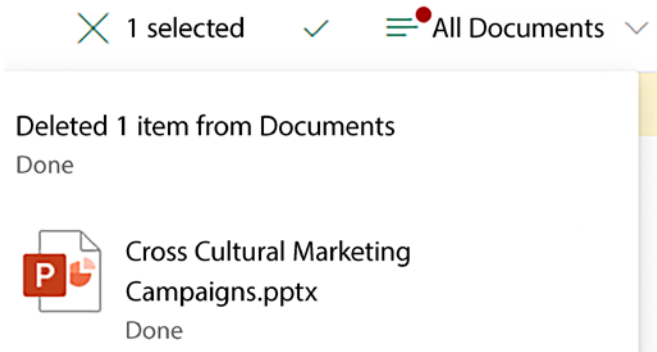 1 selected
All Documents
Deleted 1 item from Documents
Done
P
Cross Cultural Marketing
Campaigns.pptx
Done